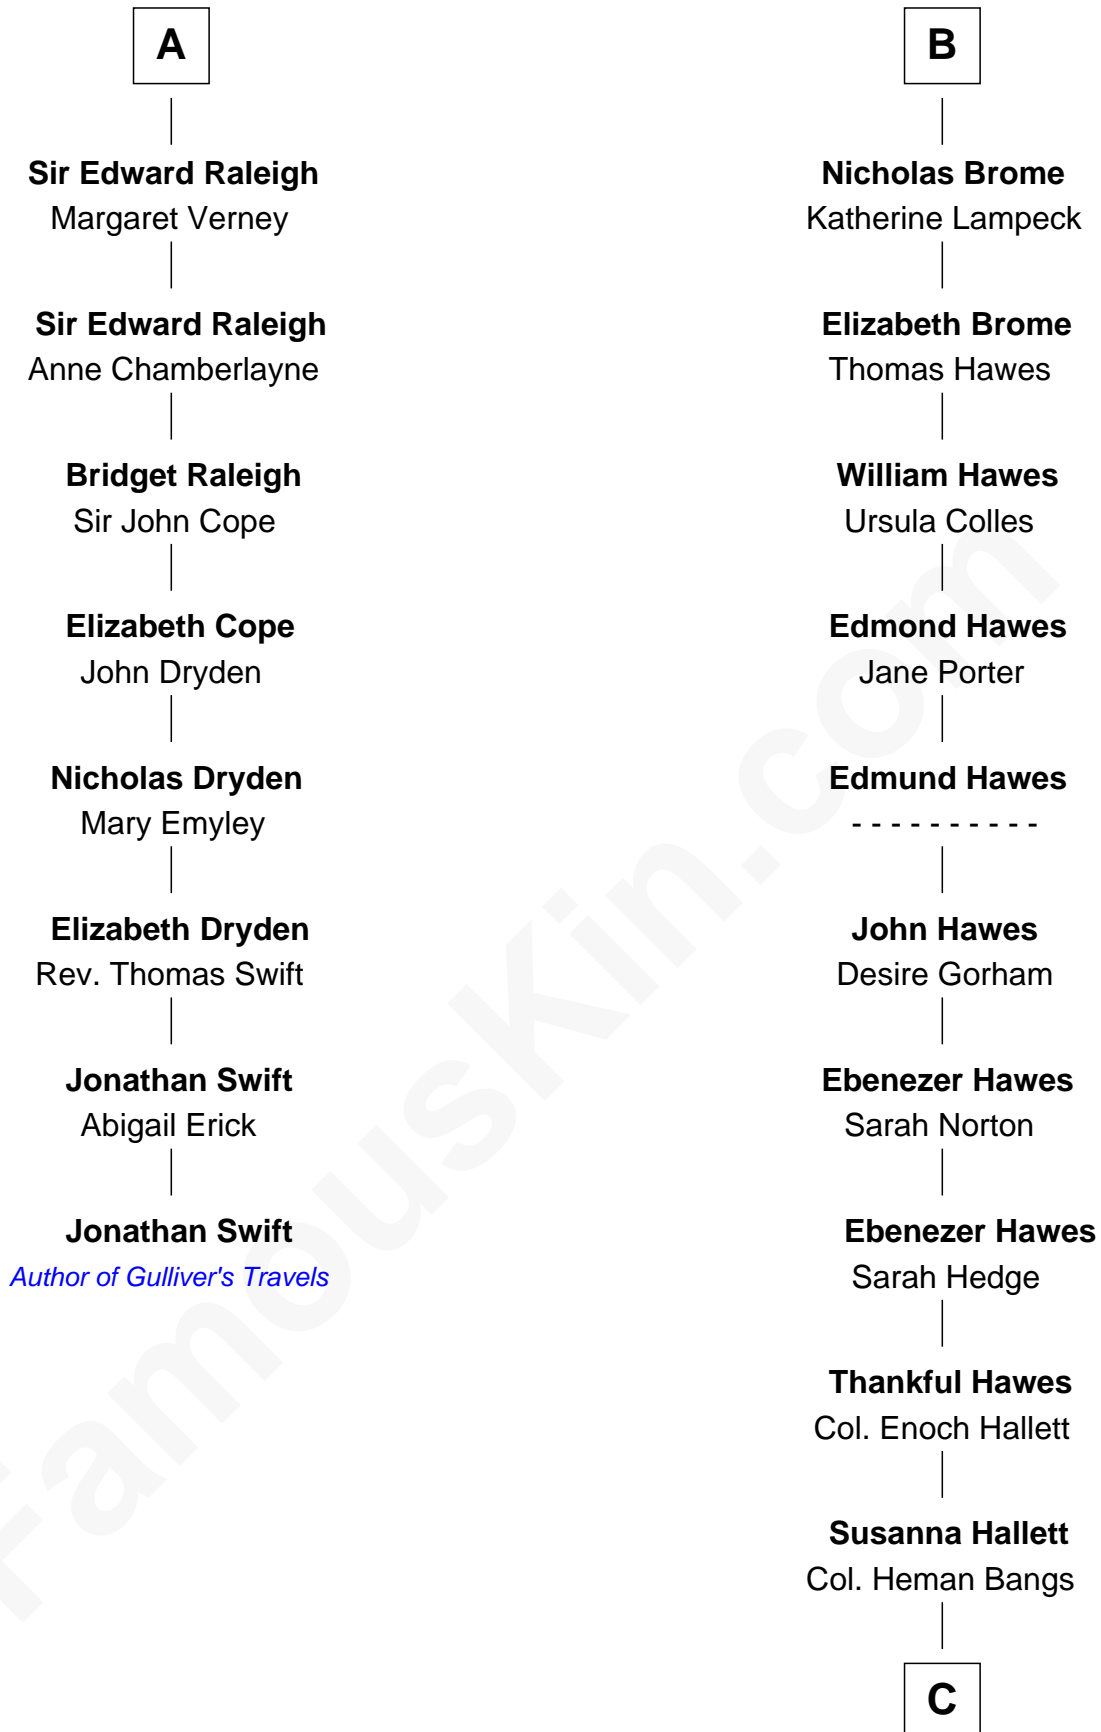 A
Sir Edward Raleigh
Margaret Verney
Sir Edward Raleigh
Anne Chamberlayne
Bridget Raleigh
Sir John Cope
Elizabeth Cope
John Dryden
Nicholas Dryden
Mary Emyley
Elizabeth Dryden
Rev. Thomas Swift
Jonathan Swift
Abigail Erick
Jonathan Swift
Author of Gulliver's Travels
B
Nicholas Brome
Katherine Lampeck
Elizabeth Brome
Thomas Hawes
William Hawes
Ursula Colles
Edmond Hawes
Jane Porter
Edmund Hawes
- - - - - - - - - -
John Hawes
Desire Gorham
Ebenezer Hawes
Sarah Norton
Ebenezer Hawes
Sarah Hedge
Thankful Hawes
Col. Enoch Hallett
Susanna Hallett
Col. Heman Bangs
C
FamousKin.com